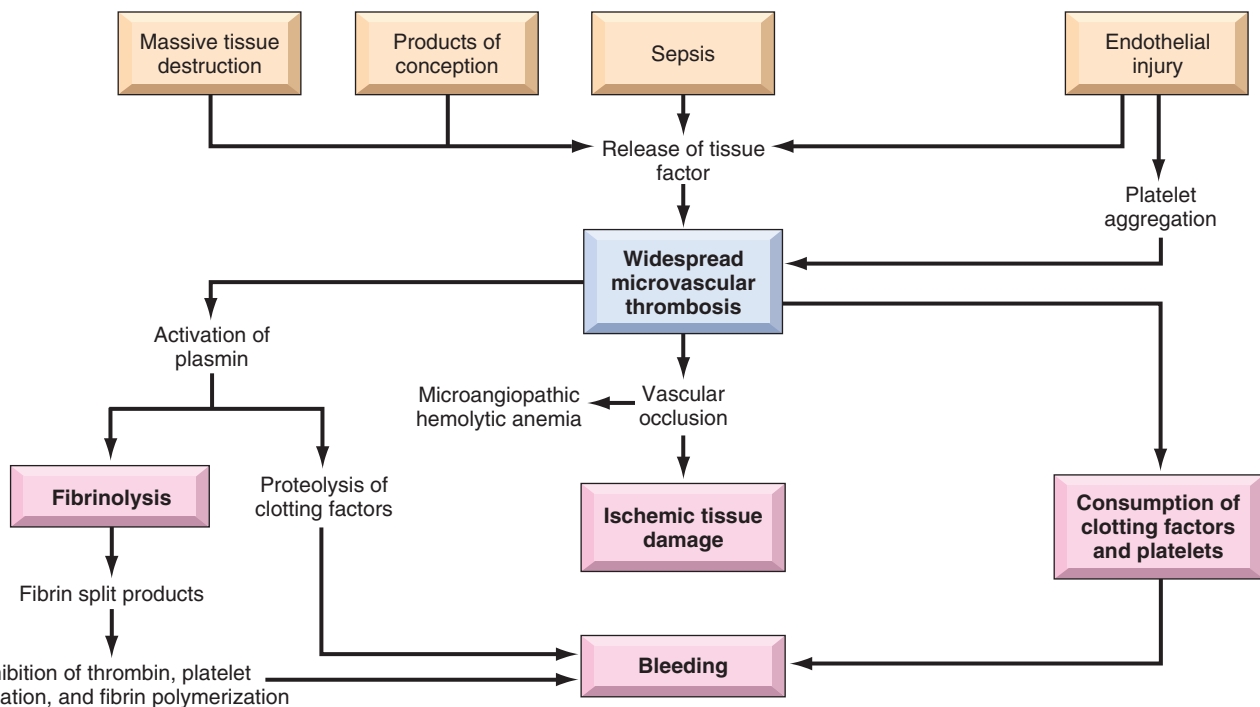 Massive tissue
destruction
Products of
conception
Sepsis
Endothelial
injury
Release of tissue
factor
Platelet
aggregation
Widespread
microvascular
thrombosis
Activation of
plasmin
Microangiopathic
hemolytic anemia
Vascular
occlusion
Fibrinolysis
Proteolysis of
clotting factors
Ischemic tissue
damage
Consumption of
clotting factors
and platelets
Fibrin split products
of thrombin, platelet
and fibrin polymerization
Bleeding